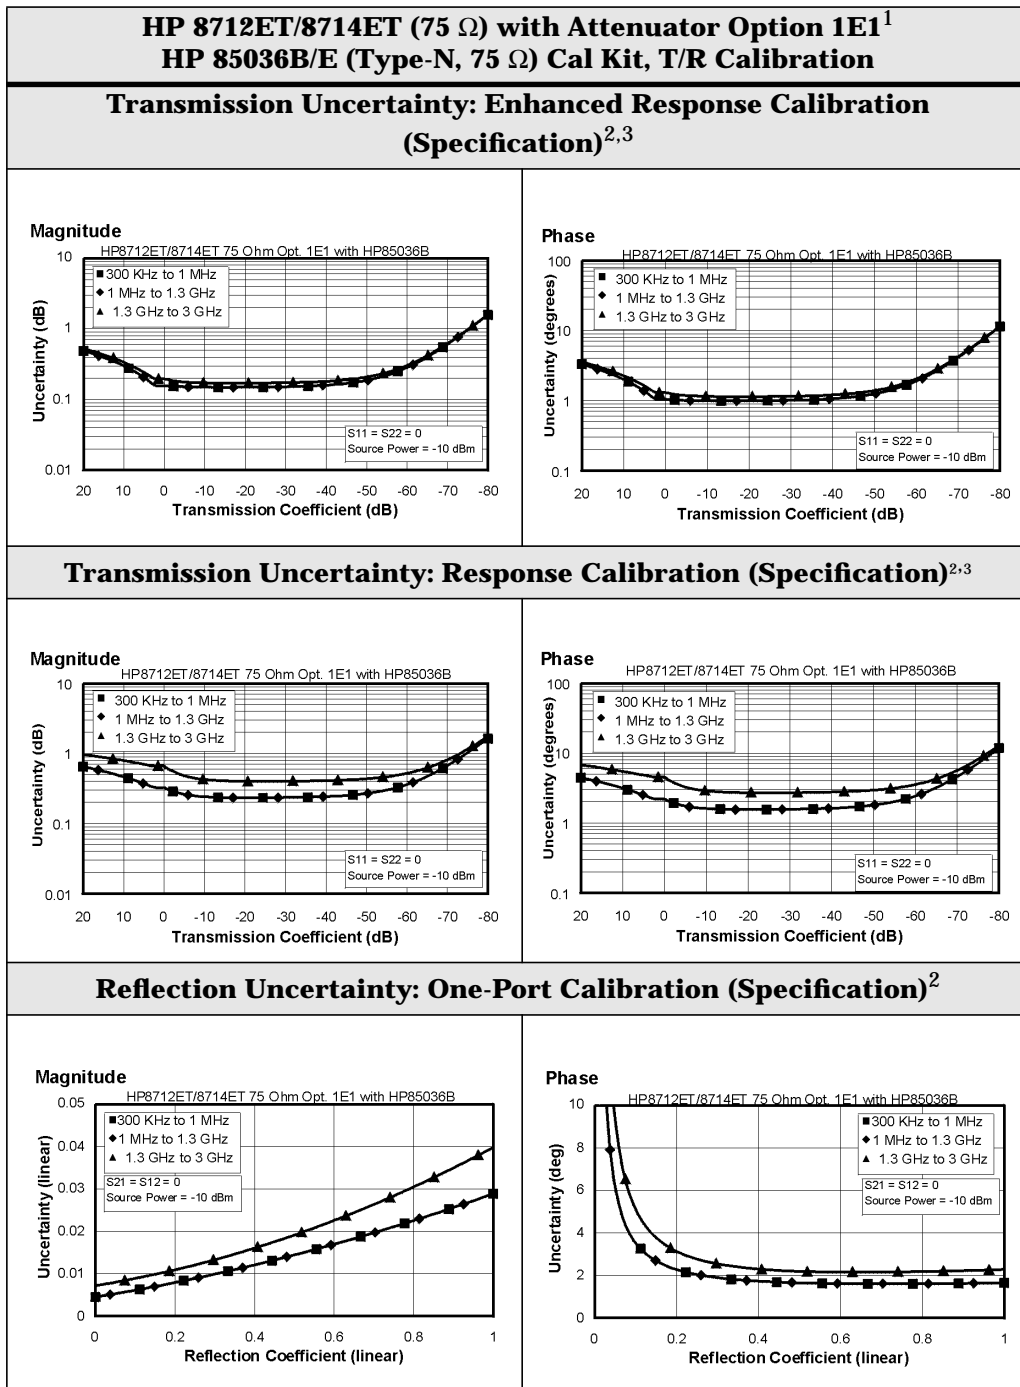 HP 8712ET/8714ET (75 Ω) with Attenuator Option 1E1¹
HP 85036B/E (Type-N, 75 Ω) Cal Kit, T/R Calibration
Transmission Uncertainty: Enhanced Response Calibration
(Specification)²,³
Magnitude
HP8712ET/8714ET 75 Ohm Opt. 1E1 with HP85036B
Uncertainty (dB)
10
1
0.1
0.01
300 KHz to 1 MHz
1 MHz to 1.3 GHz
1.3 GHz to 3 GHz
S11 = S22 = 0
Source Power = -10 dBm
20 10 0 -10 -20 -30 -40 -50 -60 -70 -80
Transmission Coefficient (dB)
Phase
HP8712ET/8714ET 75 Ohm Opt. 1E1 with HP85036B
Uncertainty (degrees)
100
10
1
0.1
300 KHz to 1 MHz
1 MHz to 1.3 GHz
1.3 GHz to 3 GHz
S11 = S22 = 0
Source Power = -10 dBm
20 10 0 -10 -20 -30 -40 -50 -60 -70 -80
Transmission Coefficient (dB)
Transmission Uncertainty: Response Calibration (Specification)²,³
Magnitude
HP8712ET/8714ET 75 Ohm Opt. 1E1 with HP85036B
Uncertainty (dB)
10
1
0.1
0.01
300 KHz to 1 MHz
1 MHz to 1.3 GHz
1.3 GHz to 3 GHz
S11 = S22 = 0
Source Power = -10 dBm
20 10 0 -10 -20 -30 -40 -50 -60 -70 -80
Transmission Coefficient (dB)
Phase
HP8712ET/8714ET 75 Ohm Opt. 1E1 with HP85036B
Uncertainty (degrees)
100
10
1
0.1
300 KHz to 1 MHz
1 MHz to 1.3 GHz
1.3 GHz to 3 GHz
S11 = S22 = 0
Source Power = -10 dBm
20 10 0 -10 -20 -30 -40 -50 -60 -70 -80
Transmission Coefficient (dB)
Reflection Uncertainty: One-Port Calibration (Specification)²
Magnitude
HP8712ET/8714ET 75 Ohm Opt. 1E1 with HP85036B
Uncertainty (linear)
0.05
0.04
0.03
0.02
0.01
0
300 KHz to 1 MHz
1 MHz to 1.3 GHz
1.3 GHz to 3 GHz
S21 = S12 = 0
Source Power = -10 dBm
0 0.2 0.4 0.6 0.8 1
Reflection Coefficient (linear)
Phase
HP8712ET/8714ET 75 Ohm Opt. 1E1 with HP85036B
Uncertainty (deg)
10
8
6
4
2
0
300 KHz to 1 MHz
1 MHz to 1.3 GHz
1.3 GHz to 3 GHz
S21 = S12 = 0
Source Power = -10 dBm
0 0.2 0.4 0.6 0.8 1
Reflection Coefficient (linear)